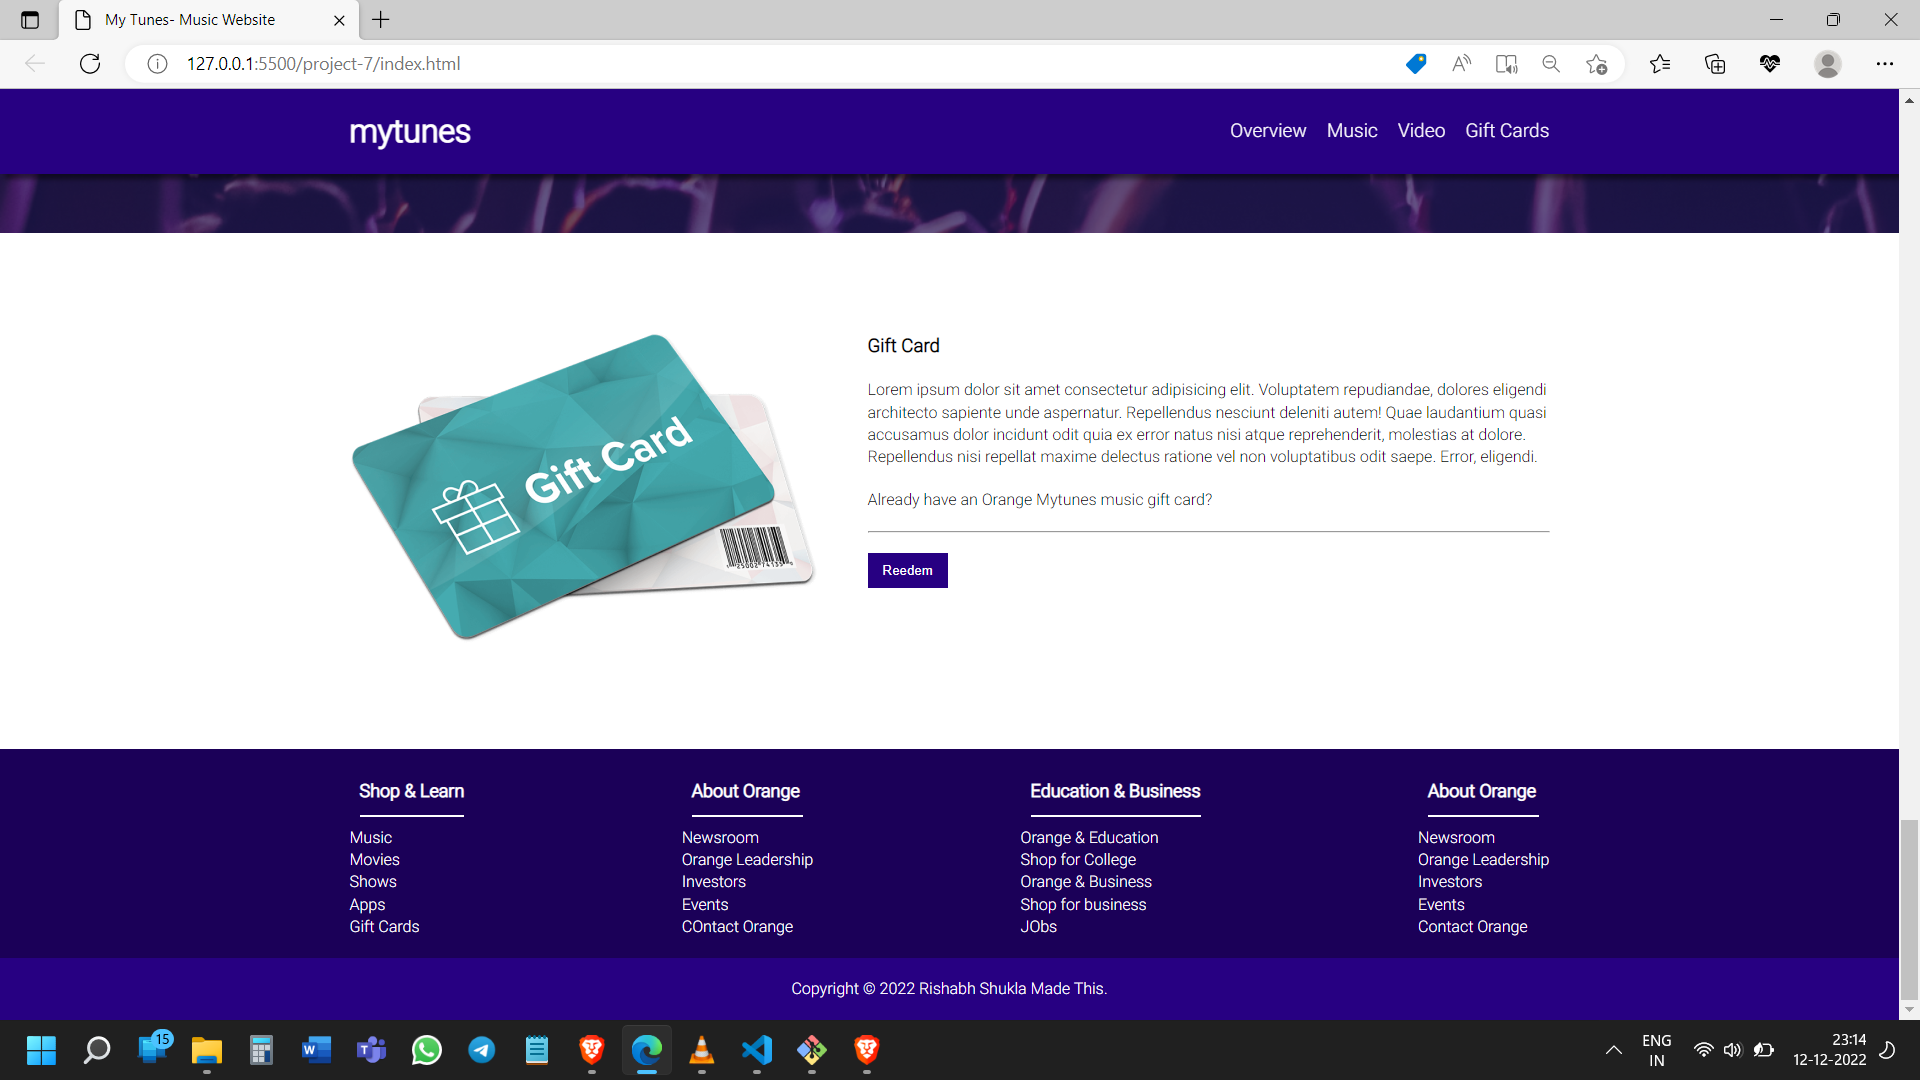 My Tunes- Music Website
127.0.0.1:5500/project-7/index.html
mytunes
Overview Music Video Gift Cards
Gift Card
Gift Card
Lorem ipsum dolor sit amet consectetur adipisicing elit. Voluptatem repudiandae, dolores eligendi
architecto sapiente unde aspernatur. Repellendus nesciunt deleniti autem! Quae laudantium quasi
accusamus dolor incidunt odit quia ex error natus nisi atque reprehenderit, molestias at dolore.
Repellendus nisi repellat maxime delectus ratione vel non voluptatibus odit saepe. Error, eligendi.
Already have an Orange Mytunes music gift card?
Reedem
Shop & Learn
Music
Movies
Shows
Apps
Gift Cards
About Orange
Newsroom
Orange Leadership
Investors
Events
COntact Orange
Education & Business
Orange & Education
Shop for College
Orange & Business
Shop for business
JObs
About Orange
Newsroom
Orange Leadership
Investors
Events
Contact Orange
Copyright © 2022 Rishabh Shukla Made This.
15
ENG
IN
23:14
12-12-2022